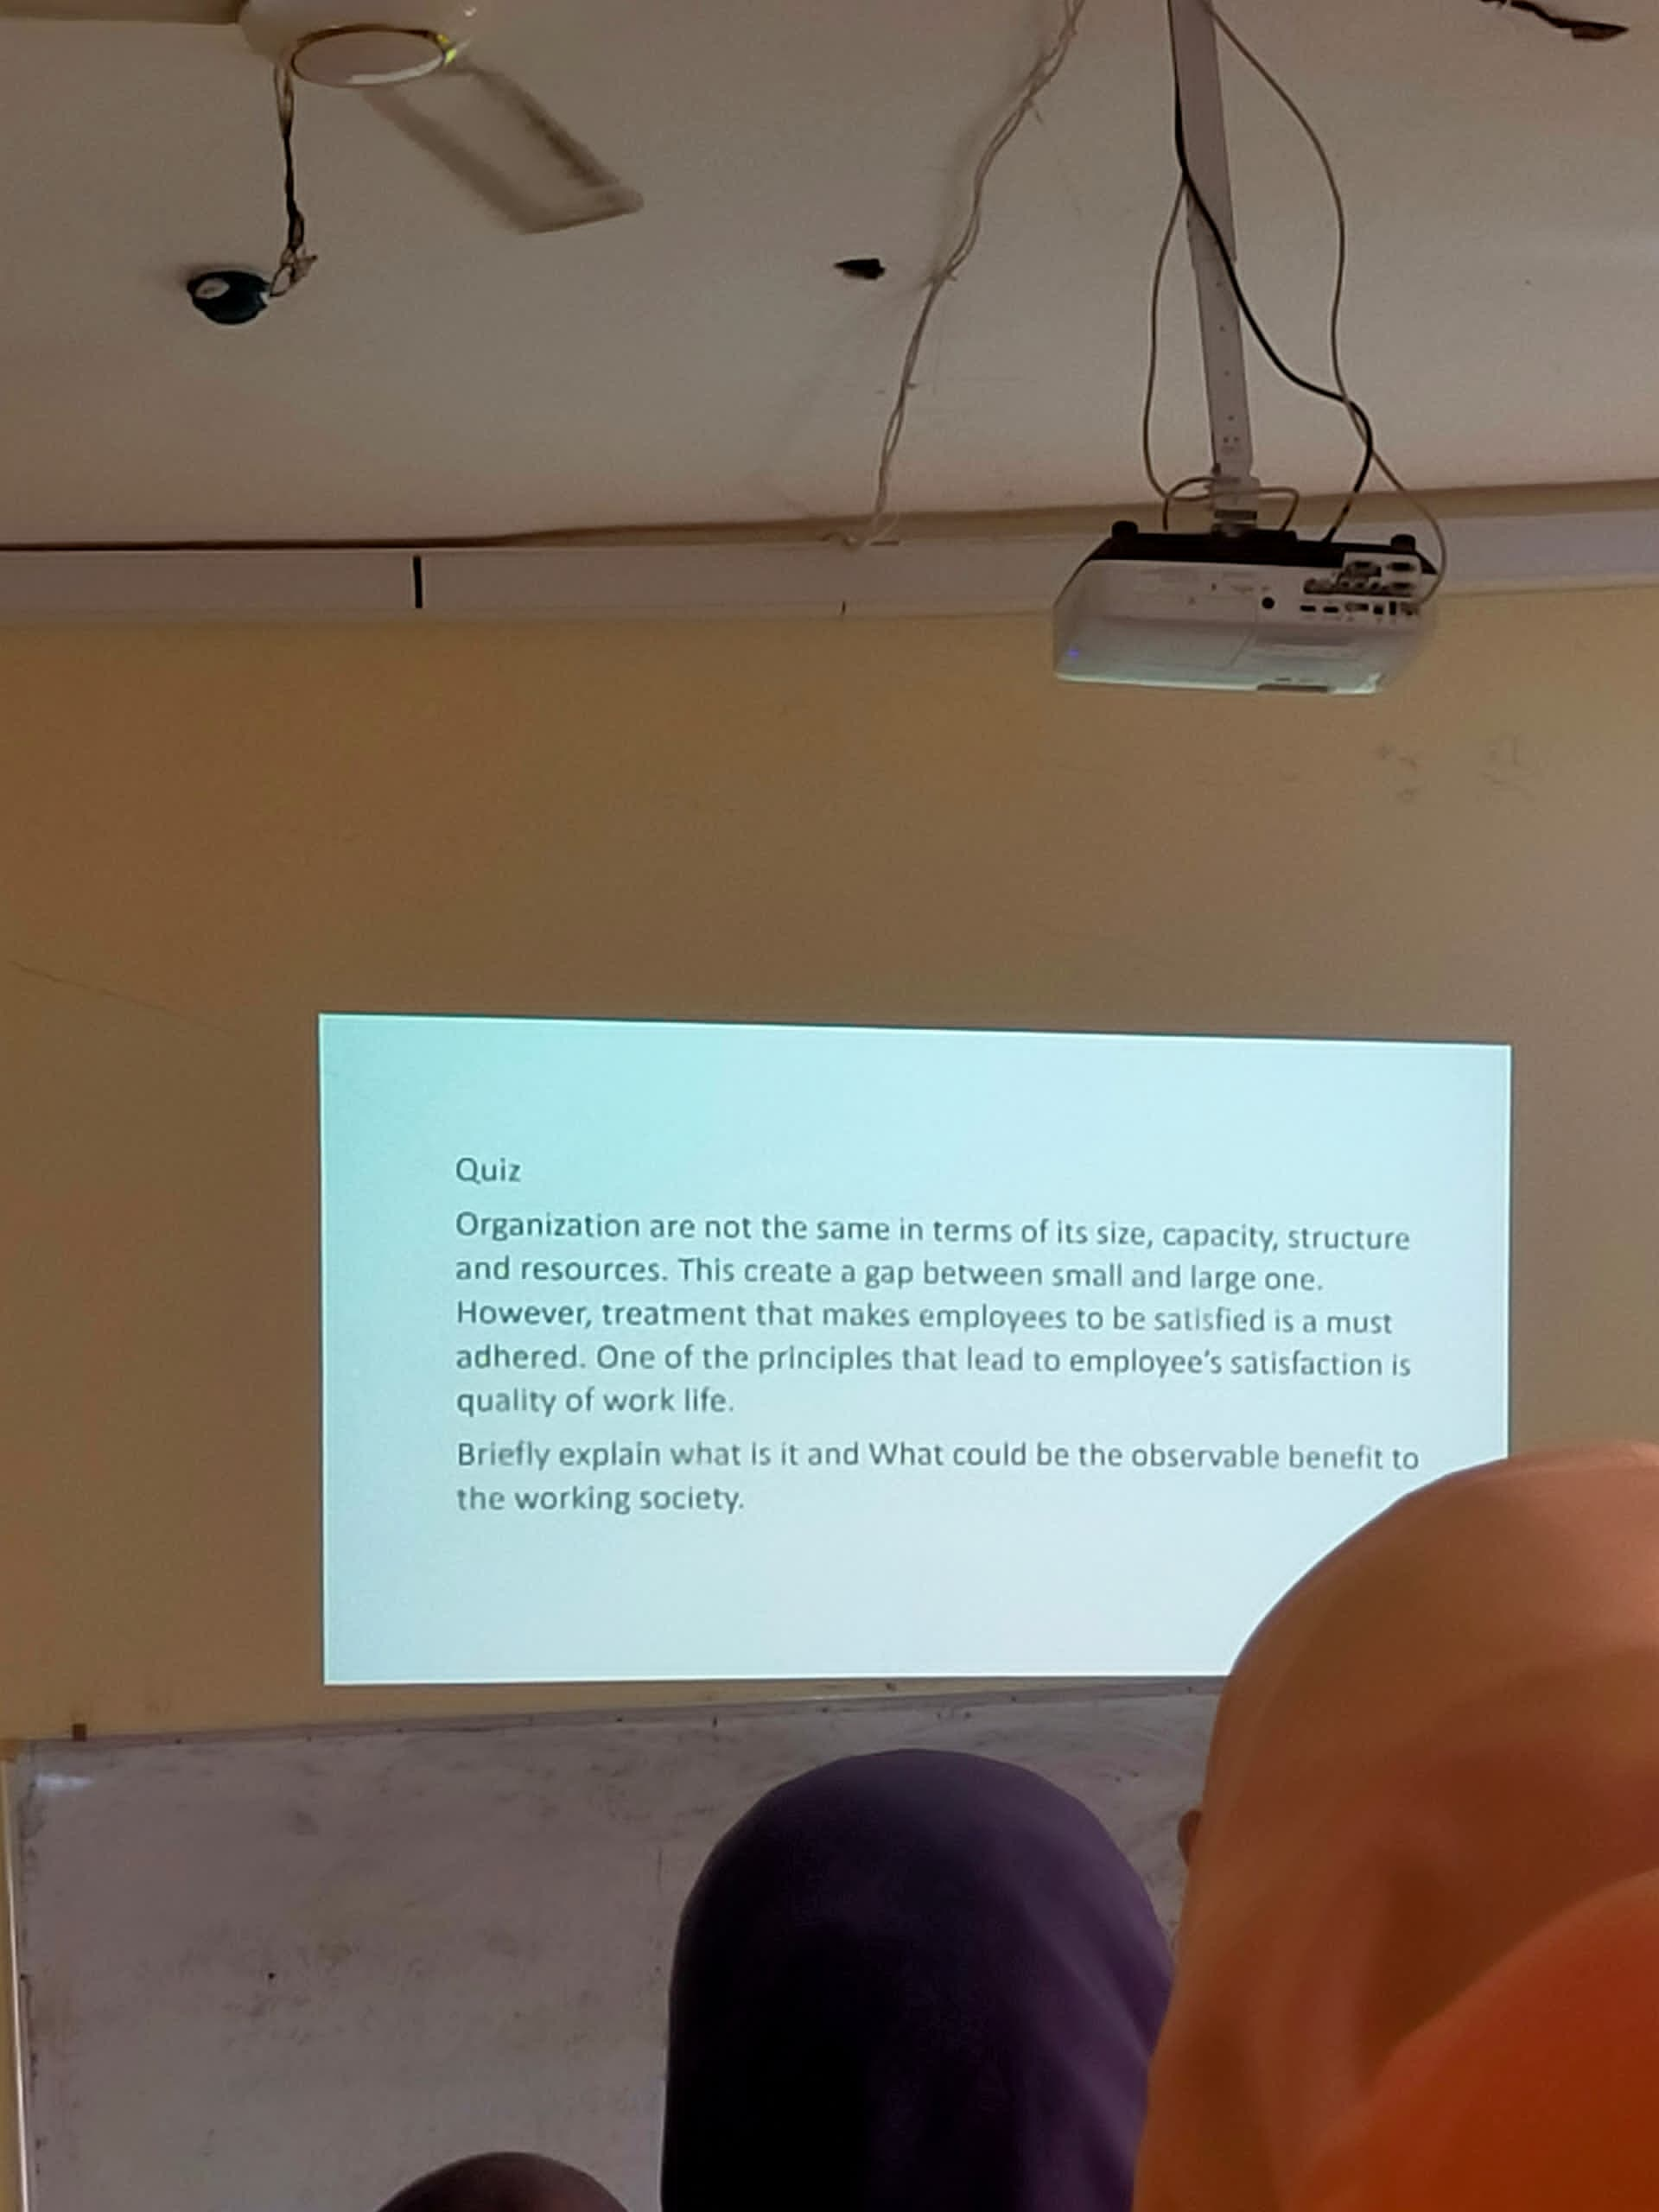 Quiz
Organization are not the same in terms of its size, capacity, structure
and resources. This create a gap between small and large one.
However, treatment that makes employees to be satisfied is a must
adhered. One of the principles that lead to employee's satisfaction is
quality of work life.
Briefly explain what is it and What could be the observable benefit to
the working society.